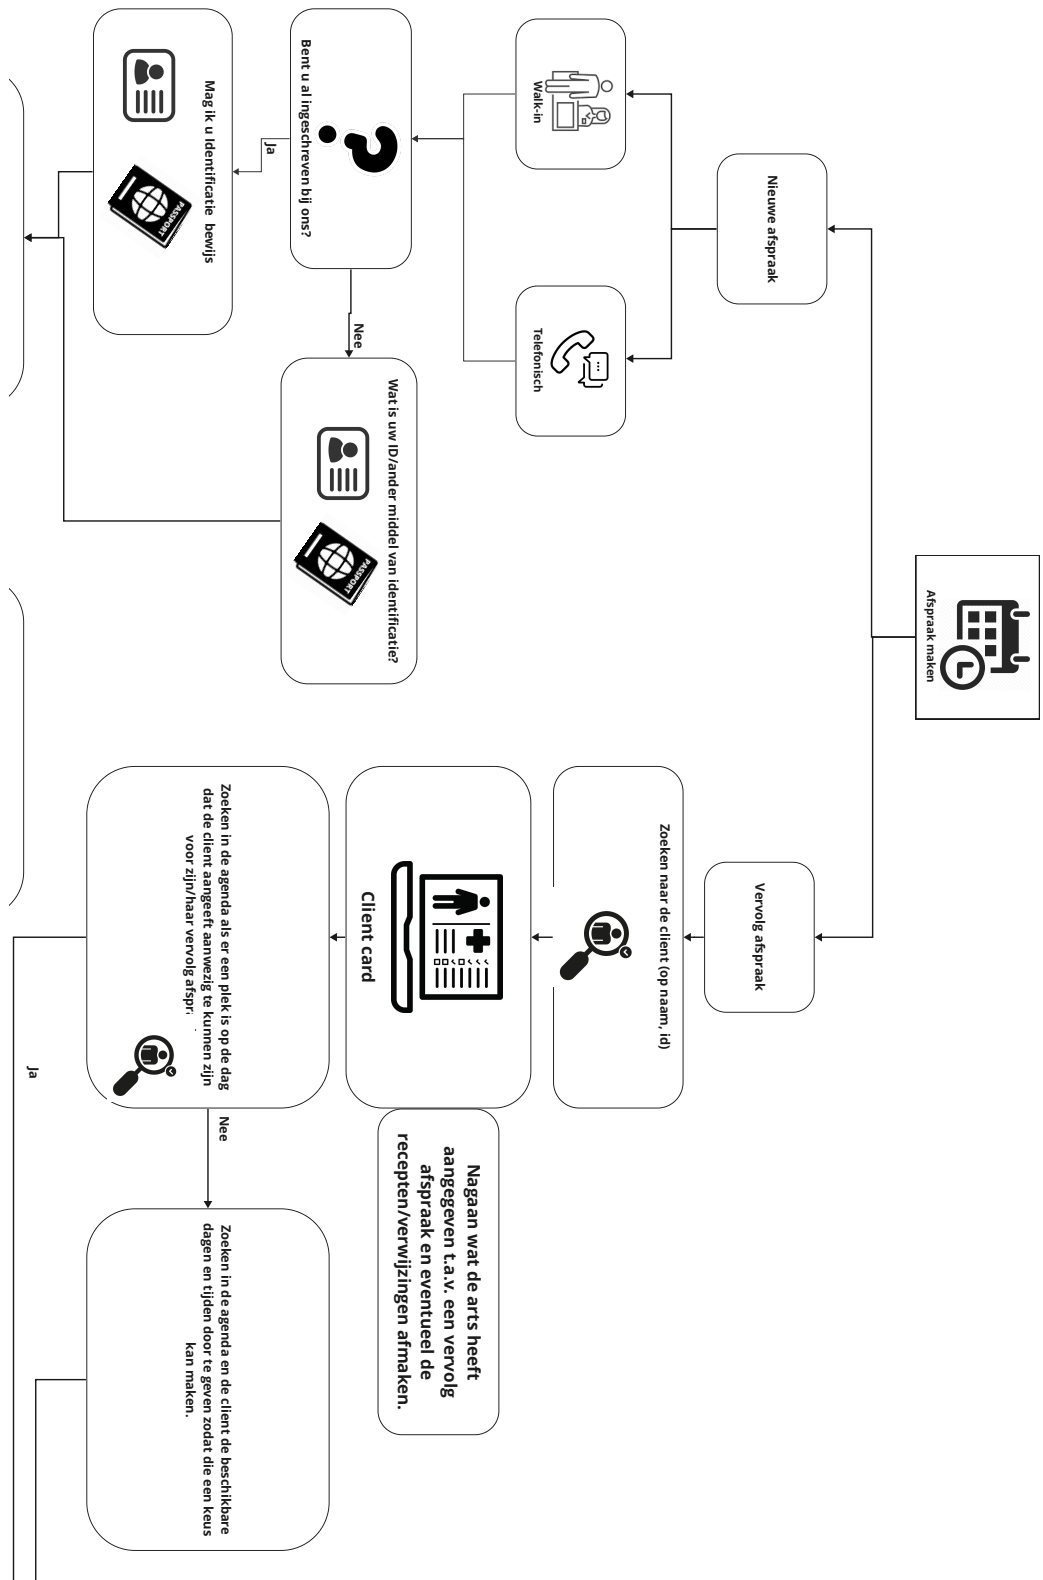 Afspraak maken
Nieuwe afspraak
Walk-in
Telefonisch
Bent u al ingeschreven bij ons?
Ja
Nee
Mag ik u Identificatie bewijs
PASSPORT
Wat is uw ID/ander middel van identificatie?
PASSPORT
Vervolg afspraak
Zoeken naar de client (op naam, id)
Client card
Nagaan wat de arts heeft
aangegeven t.a.v. een vervolg
afspraak en eventueel de
recepten/verwijzingen afmaken.
Zoeken in de agenda als er een plek is op de dag
dat de client aangeeft aanwezig te kunnen zijn
voor zijn/haar vervolg
Nee
Ja
Zoeken in de agenda en de client de beschikbare
dagen en tijden door te geven zodat die een keus
kan maken.